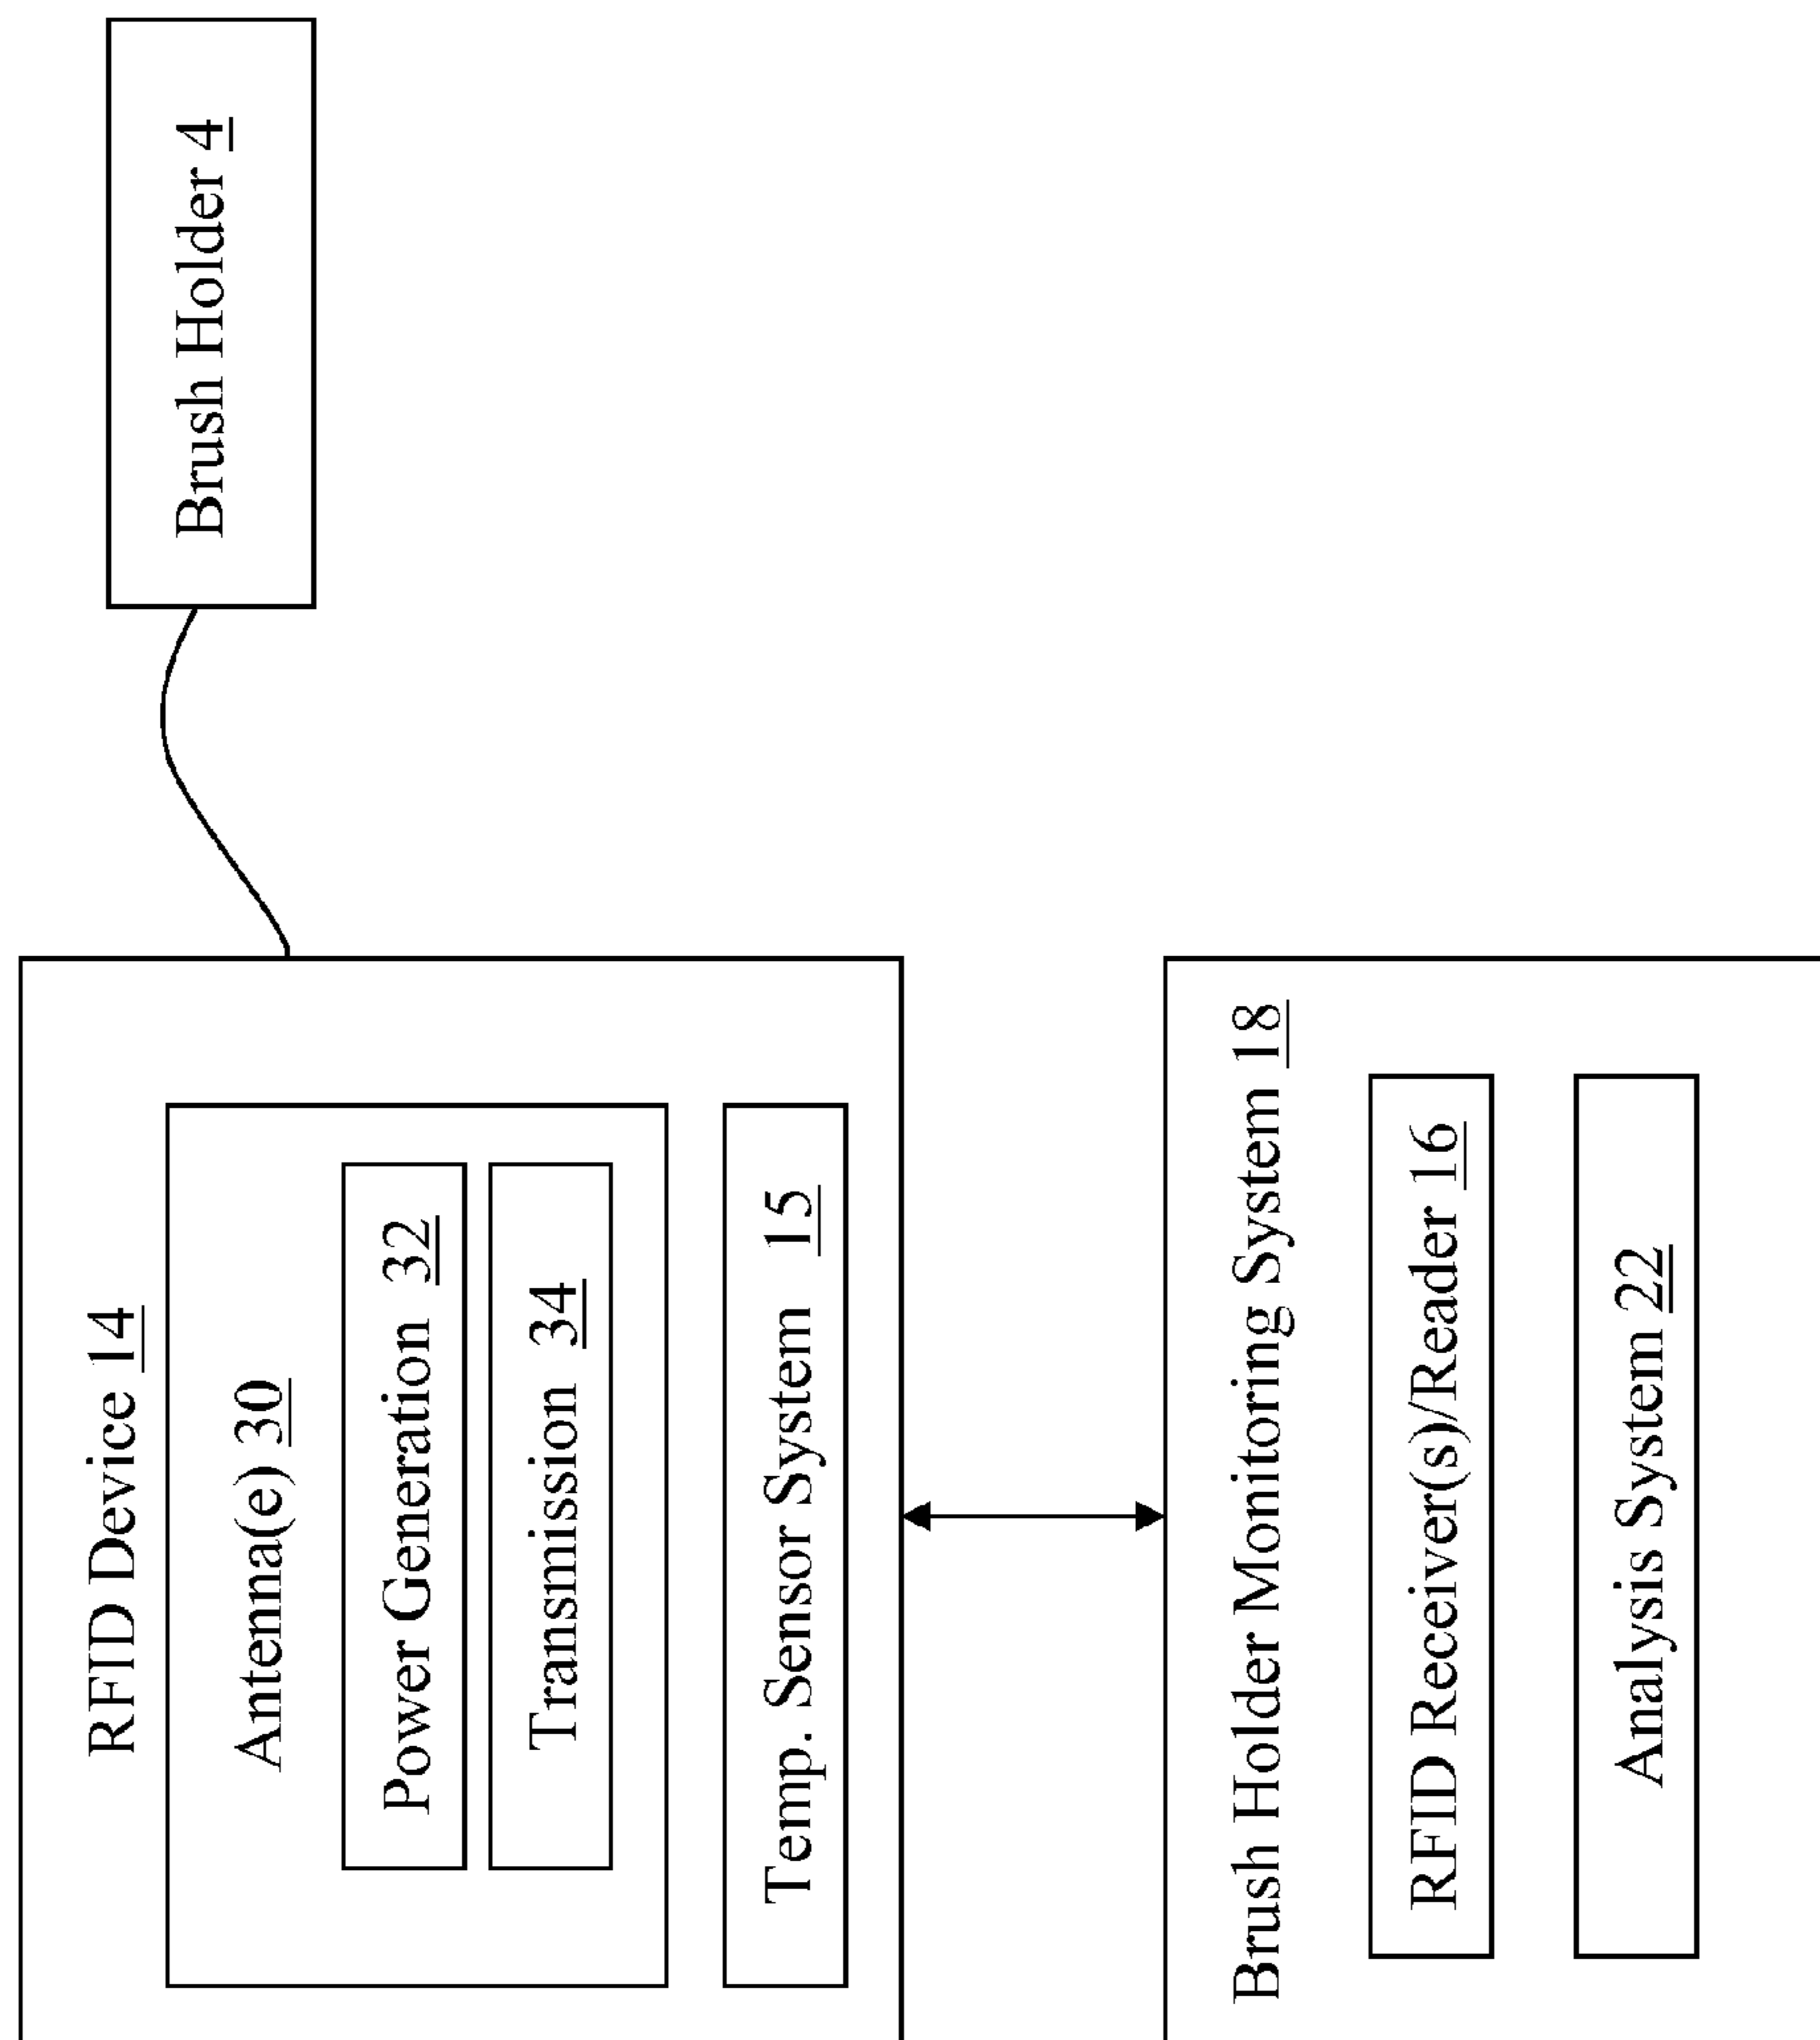 RFID Device 14
Antenna(e) 30
Power Generation 32
Transmission 34
Temp. Sensor System 15
Brush Holder 4
Brush Holder Monitoring System 18
RFID Receiver(s)/Reader 16
Analysis System 22